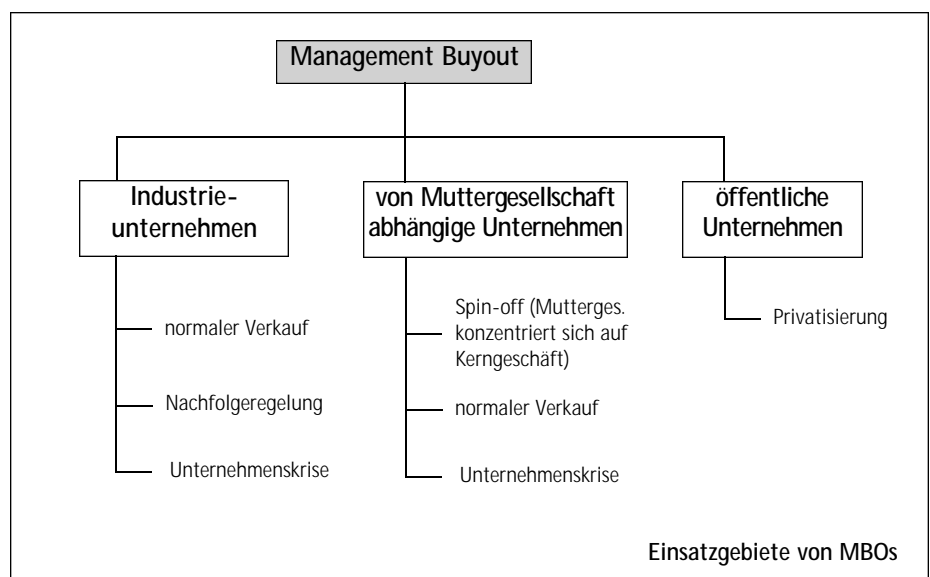 Management Buyout
Industrie-
unternehmen
von Muttergesellschaft
abhängige Unternehmen
öffentliche
Unternehmen
normaler Verkauf
Nachfolgeregelung
Unternehmenskrise
Spin-off (Mutterges.
konzentriert sich auf
Kerngeschäft)
normaler Verkauf
Unternehmenskrise
Privatisierung
Einsatzgebiete von MBOs